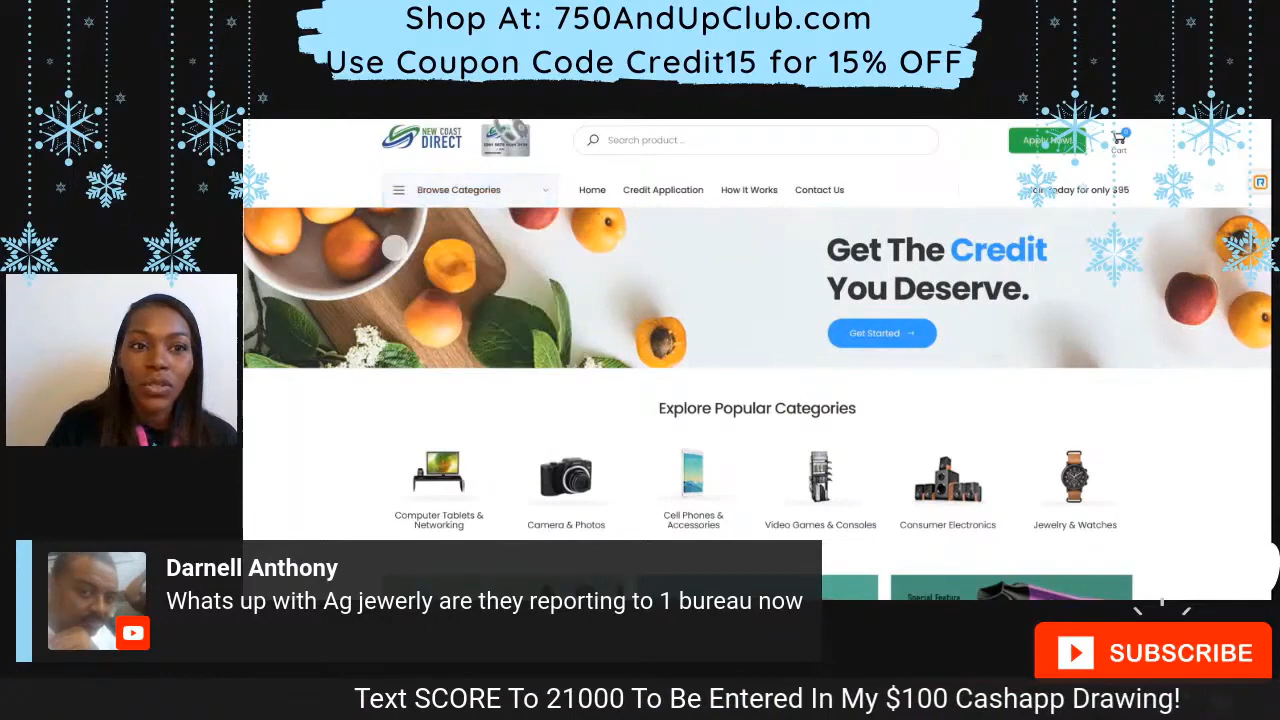 Shop At: 750AndUpClub.com
Use Coupon Code Credit15 for 15% OFF
NEW COAST
DIRECT
Search product ...
Apply Now!
0
Cart
Browse Categories
Home
Credit Application
How It Works
Contact Us
today for only $95
Get The Credit
You Deserve.
Get Started →
Explore Popular Categories
Computer Tablets &
Networking
Camera & Photos
Cell Phones &
Accessories
Video Games & Consoles
Consumer Electronics
Jewelry & Watches
Special Feature
Darnell Anthony
Whats up with Ag jewerly are they reporting to 1 bureau now
SUBSCRIBE
Text SCORE To 21000 To Be Entered In My $100 Cashapp Drawing!